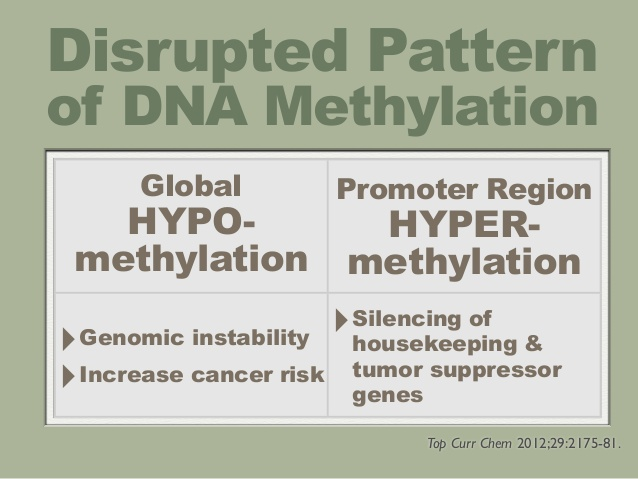 Disrupted Pattern
of DNA Methylation
Global
HYPO-
methylation
Promoter Region
HYPER-
methylation
Genomic instability
Increase cancer risk
Silencing of
housekeeping &
tumor suppressor
genes
Top Curr Chem 2012;29:2175-81.